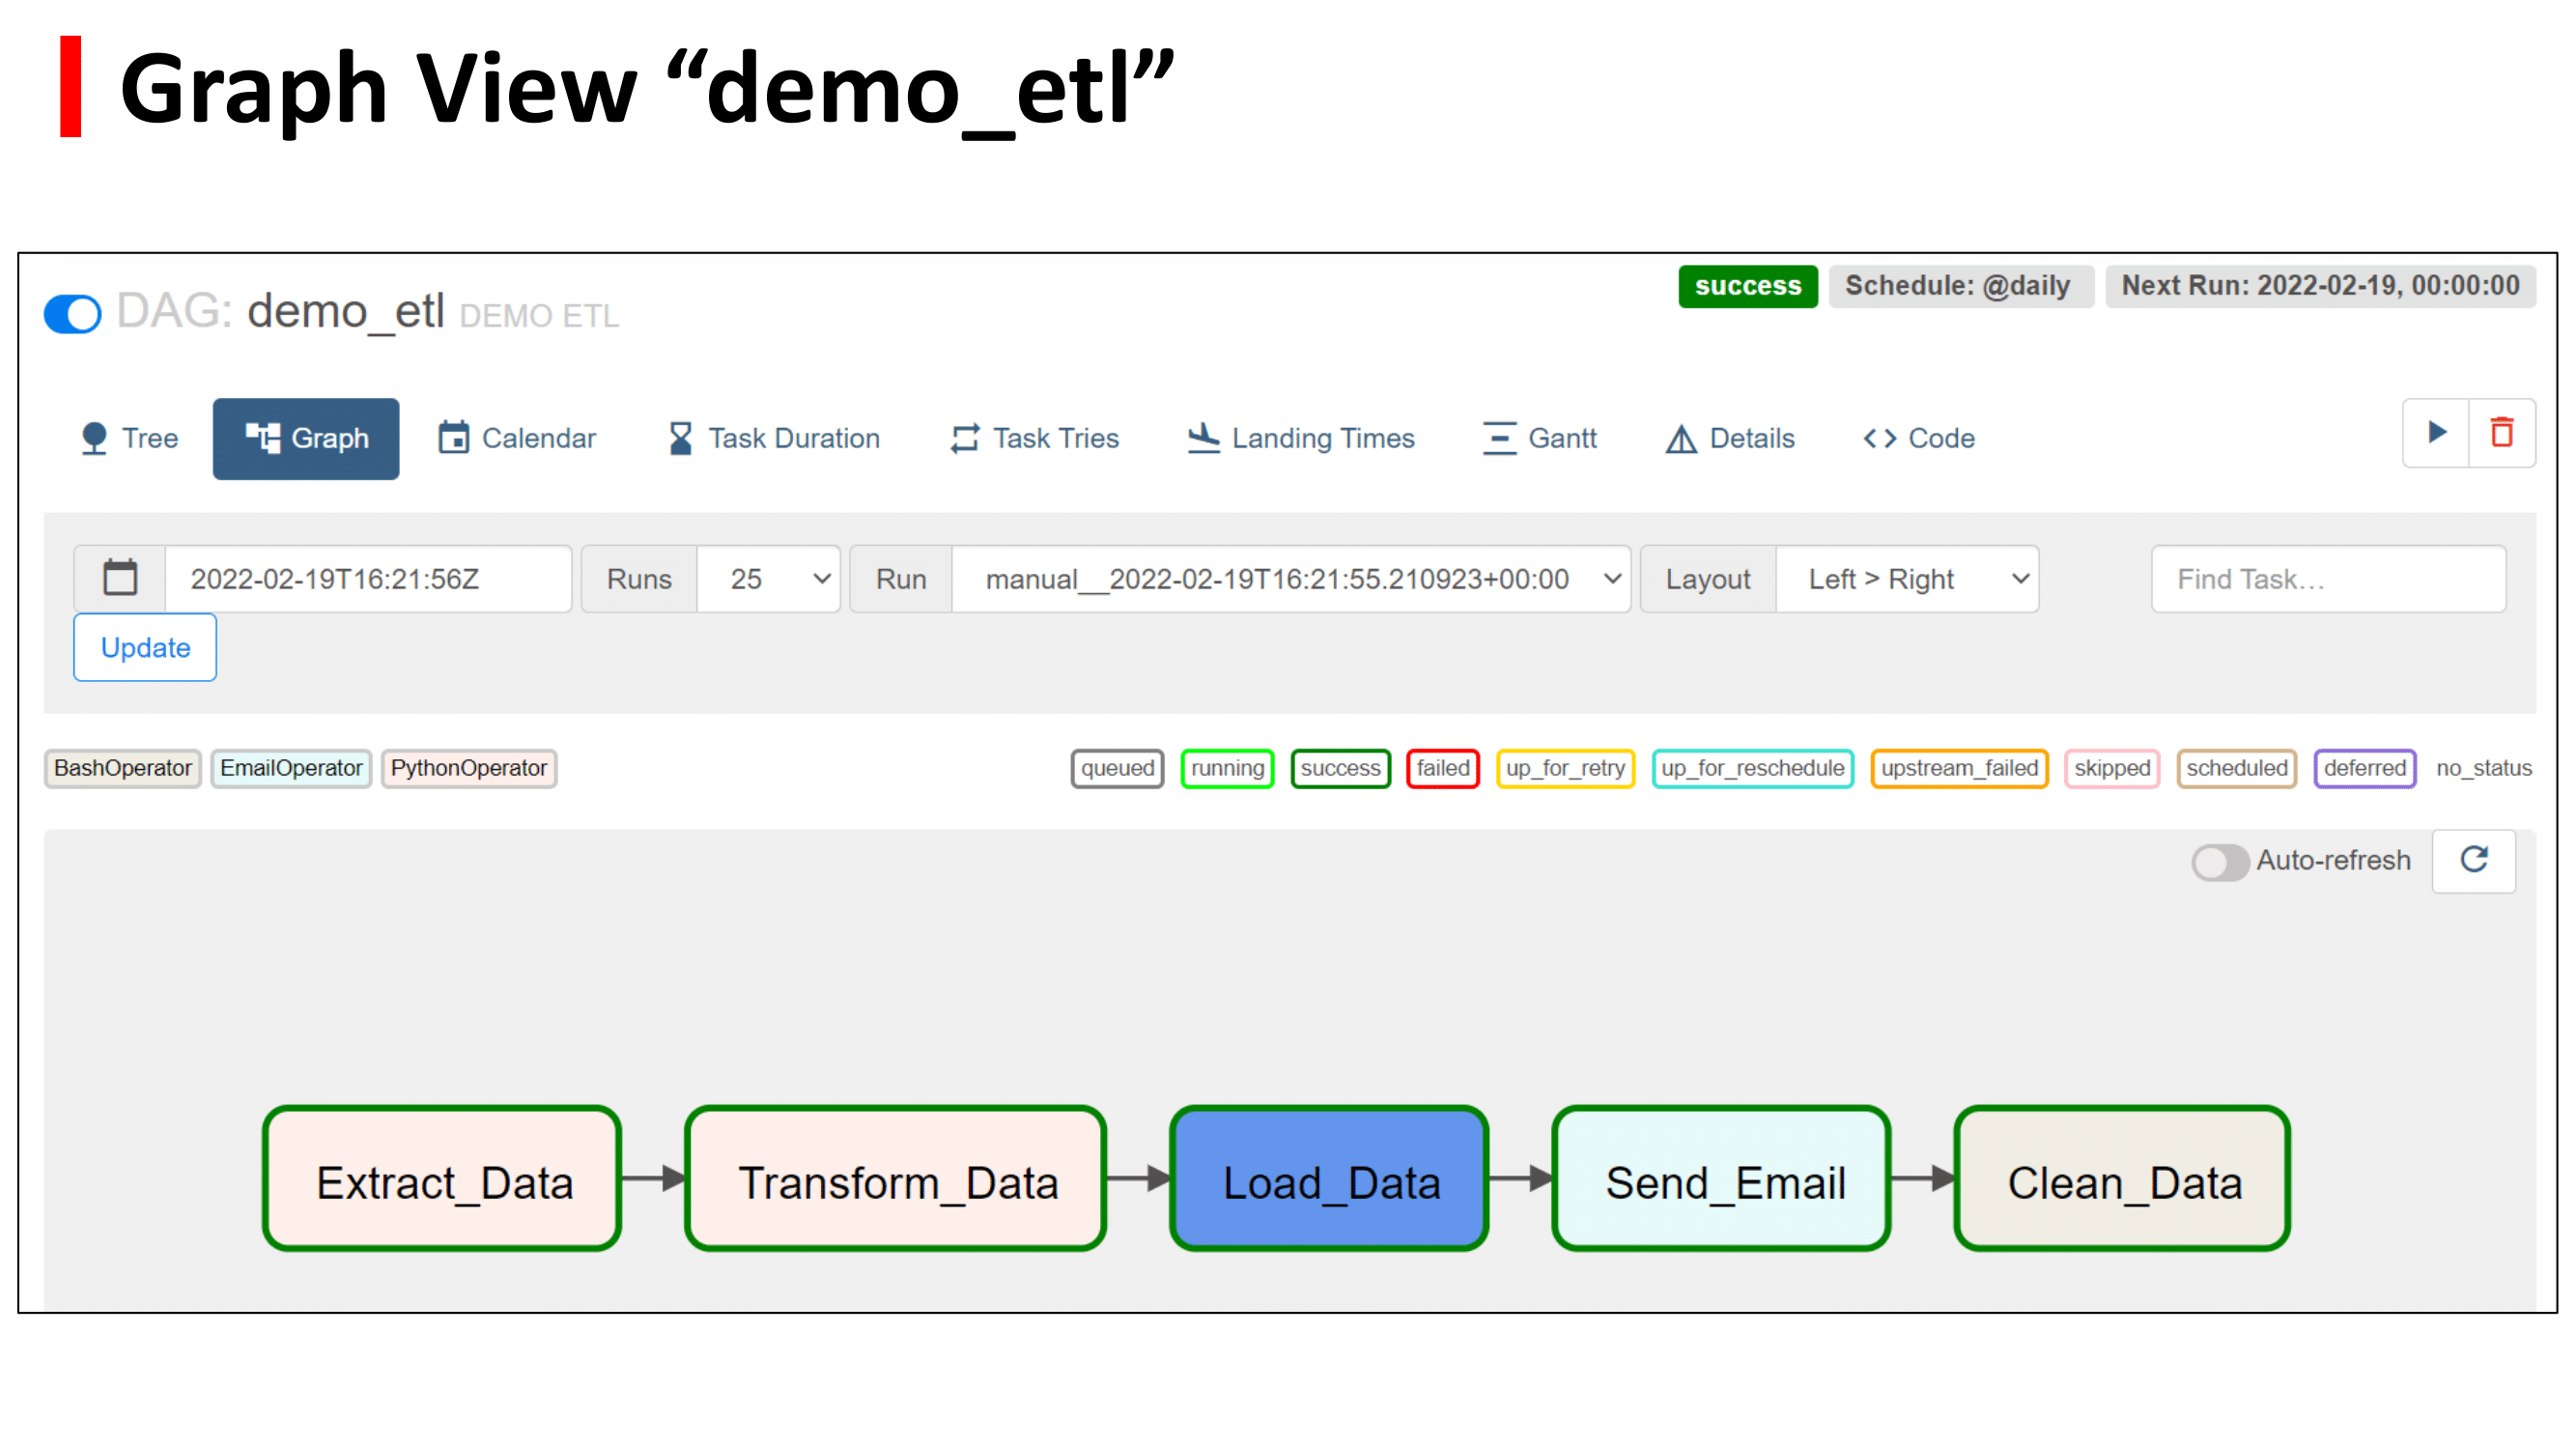 Graph View “demo_etl”
success Schedule: @daily Next Run: 2022-02-19, 00:00:00
DAG: demo_etl DEMO ETL
Tree Graph Calendar Task Duration Task Tries Landing Times Gantt Details Code
2022-02-19T16:21:56Z Runs 25 Run manual__2022-02-19T16:21:55.210923+00:00 Layout Left > Right Find Task...
Update
BashOperator EmailOperator PythonOperator queued running success failed up_for_retry up_for_reschedule upstream_failed skipped scheduled deferred no_status
Auto-refresh
Extract_Data Transform_Data Load_Data Send_Email Clean_Data